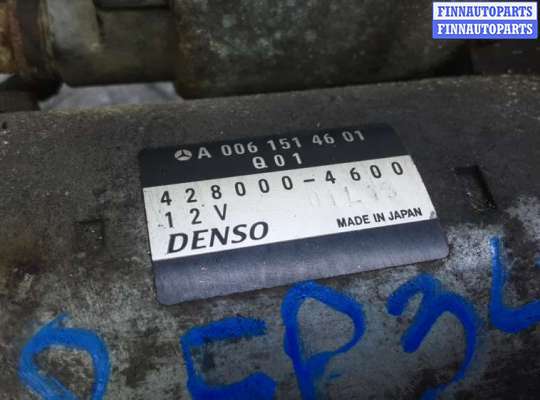 FINNAUTOPARTS
FINNAUTOPARTS
A 006 151 46 01
Q01
428000-4600
12V
DENSO
MADE IN JAPAN